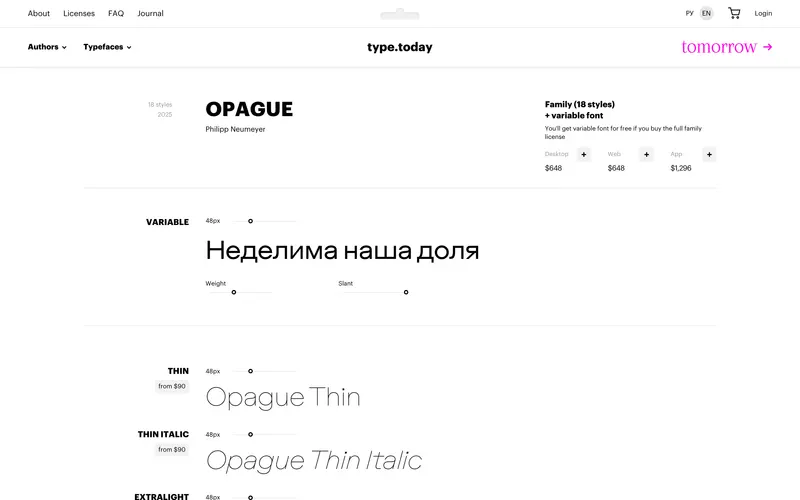 About Licenses FAQ Journal
РУ EN Login
Authors Typefaces
type.today
tomorrow →
18 styles
2025
OPAGUE
Philipp Neumeyer
Family (18 styles)
+ variable font
You'll get variable font for free if you buy the full family
license
Desktop + Web + App +
$648 $648 $1,296
VARIABLE
48px
Неделима наша доля
Weight Slant
THIN
from $90
48px
Opague Thin
THIN ITALIC
from $90
48px
Opague Thin Italic
EXTRALIGHT
48px